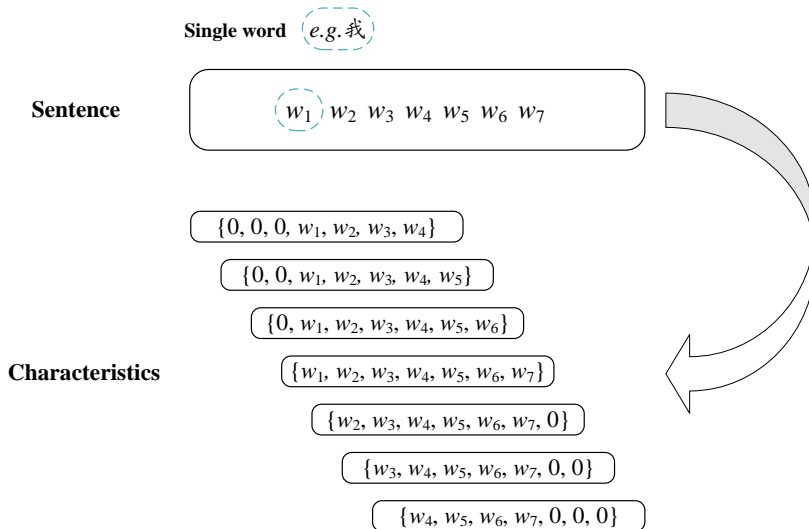 Single word e.g.我
Sentence w1 w2 w3 w4 w5 w6 w7
{0, 0, 0, w1, w2, w3, w4}
{0, 0, w1, w2, w3, w4, w5}
{0, w1, w2, w3, w4, w5, w6}
Characteristics {w1, w2, w3, w4, w5, w6, w7}
{w2, w3, w4, w5, w6, w7, 0}
{w3, w4, w5, w6, w7, 0, 0}
{w4, w5, w6, w7, 0, 0, 0}